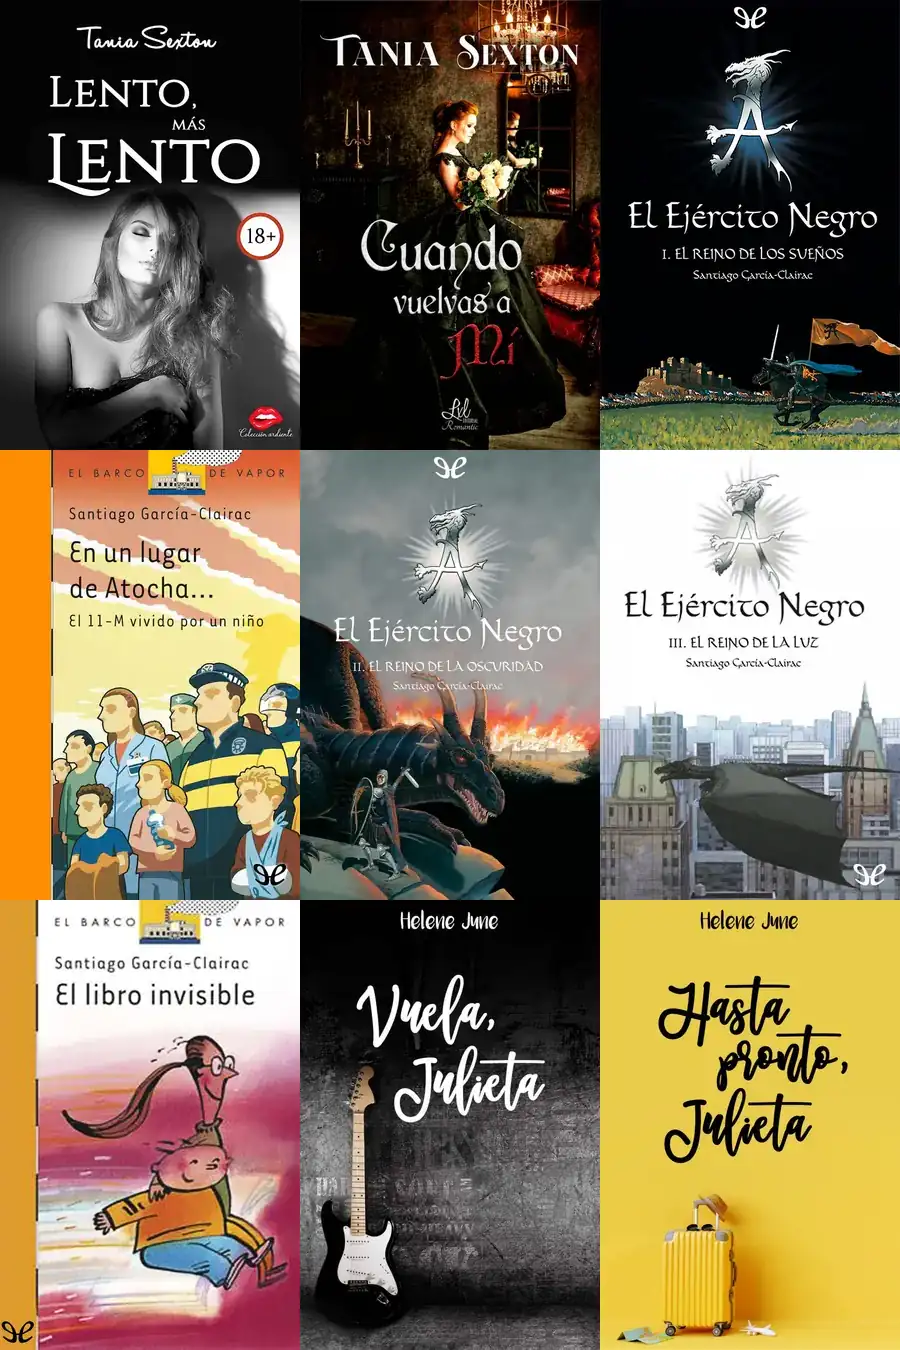 Tania Sexton
LENTO,
MÁS
LENTO
18+
Colección ardiente
TANIA SEXTON
Cuando
vuelvas a
Mí
LxL
Romantic
A
El Ejército Negro
I. EL REINO DE LOS SUEÑOS
Santiago García-Clairac
EL BARCO DE VAPOR
Santiago García-Clairac
En un lugar
de Atocha...
El 11-M vivido por un niño
A
El Ejército Negro
II. EL REINO DE LA OSCURIDAD
Santiago García-Clairac
A
El Ejército Negro
III. EL REINO DE LA LUZ
Santiago García-Clairac
EL BARCO DE VAPOR
Santiago García-Clairac
El libro invisible
Helene June
Vuela,
Julieta
Helene June
Hasta
pronto,
Julieta